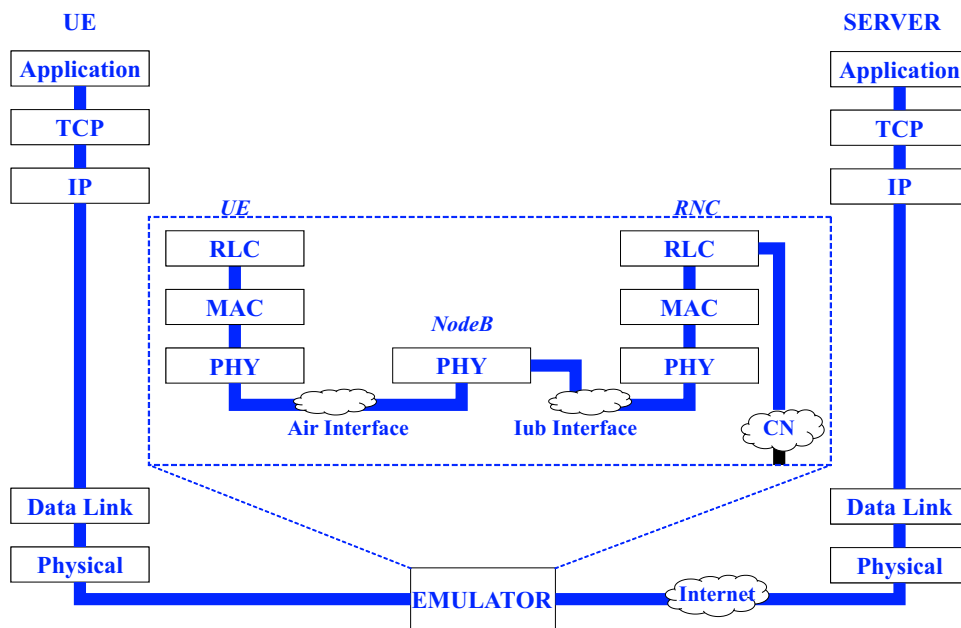 UE
SERVER
Application
Application
TCP
TCP
IP
IP
UE
RNC
RLC
RLC
MAC
MAC
NodeB
PHY
PHY
PHY
Air Interface
Iub Interface
CN
Data Link
Data Link
Physical
Physical
EMULATOR
Internet